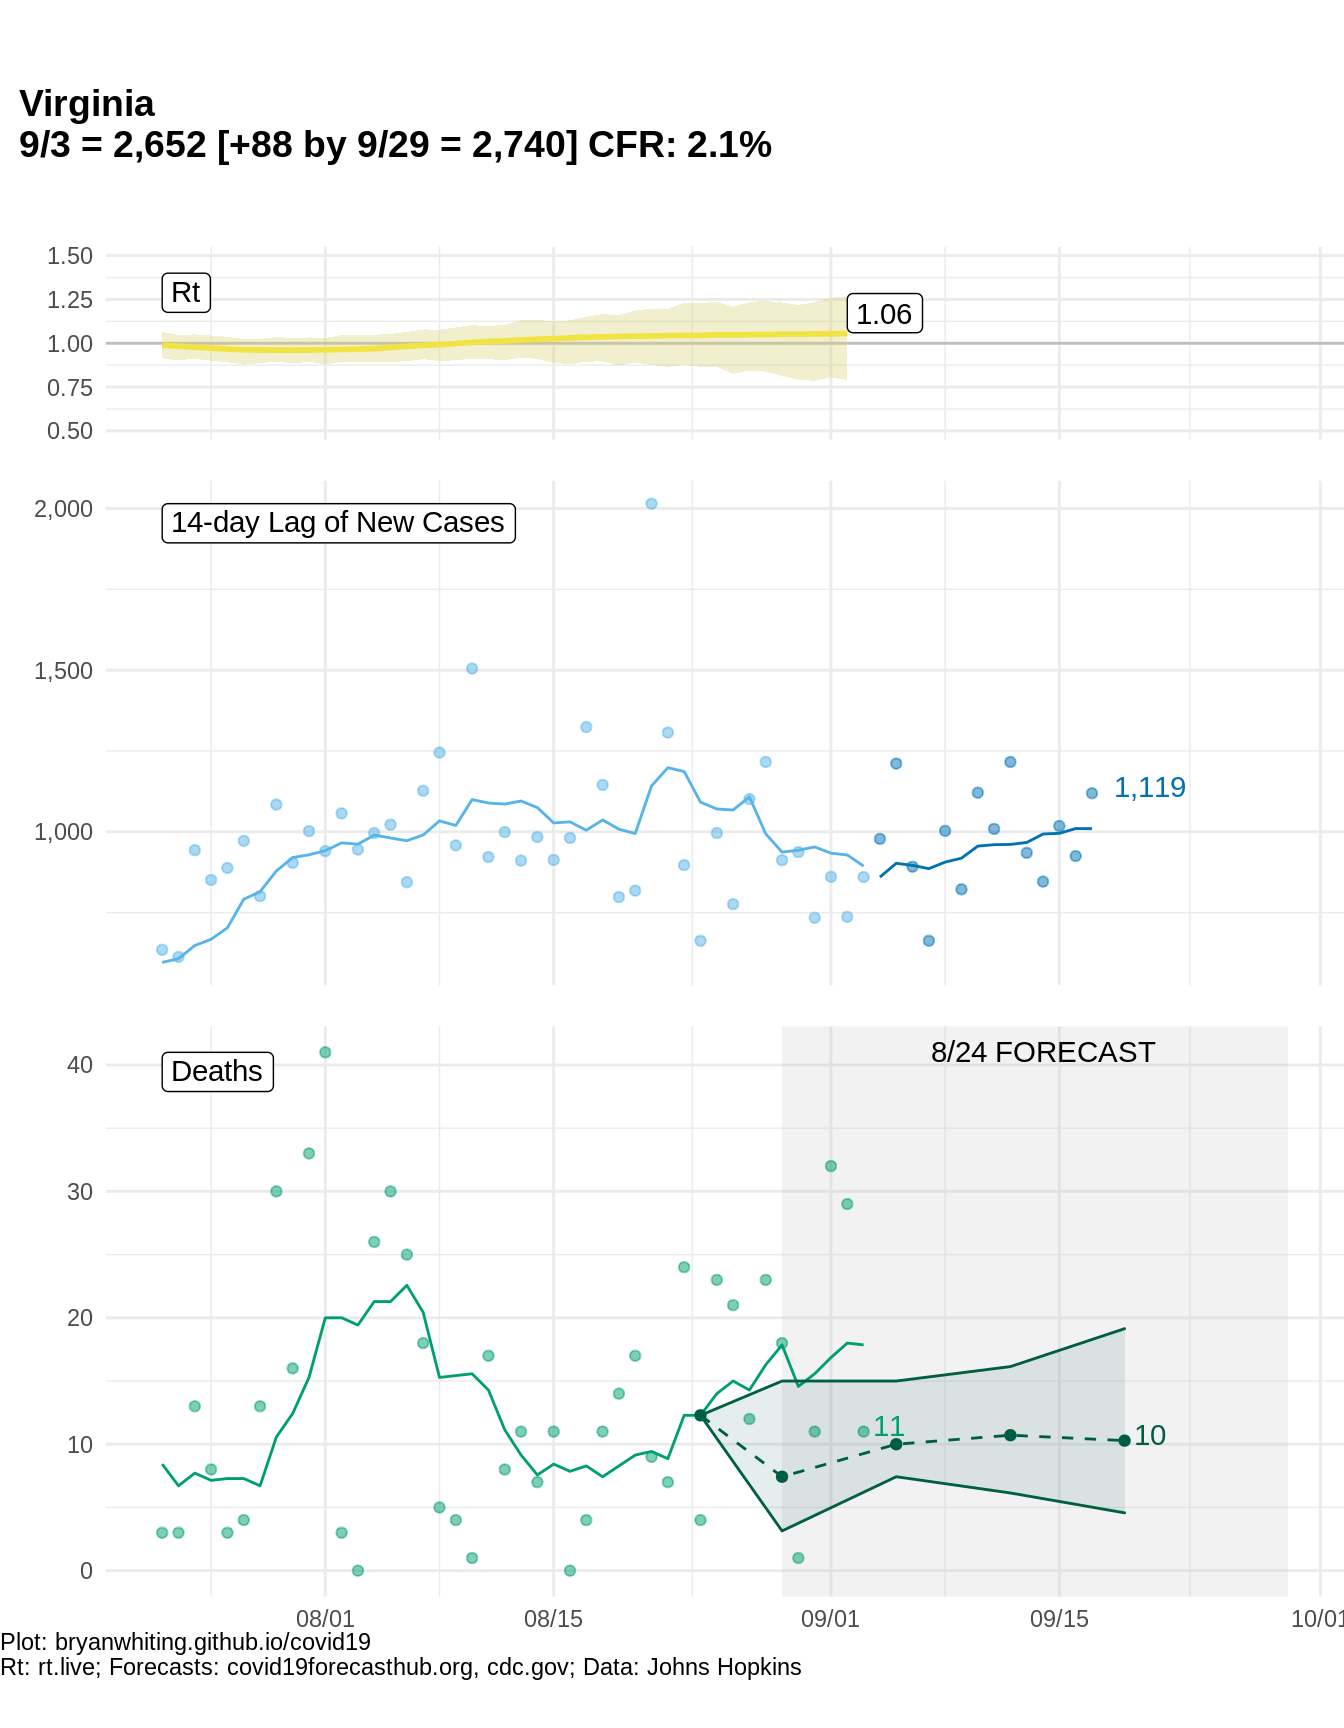 Virginia
9/3 = 2,652 [+88 by 9/29 = 2,740] CFR: 2.1%
1.50
Rt
1.25
1.06
1.00
0.75
0.50
2,000
14-day Lag of New Cases
1,500
1,119
1,000
8/24 FORECAST
40
Deaths
30
20
11
10
10
0
08/01
08/15
09/01
09/15
10/01
Plot: bryanwhiting.github.io/covid19
Rt: rt.live; Forecasts: covid19forecasthub.org, cdc.gov; Data: Johns Hopkins